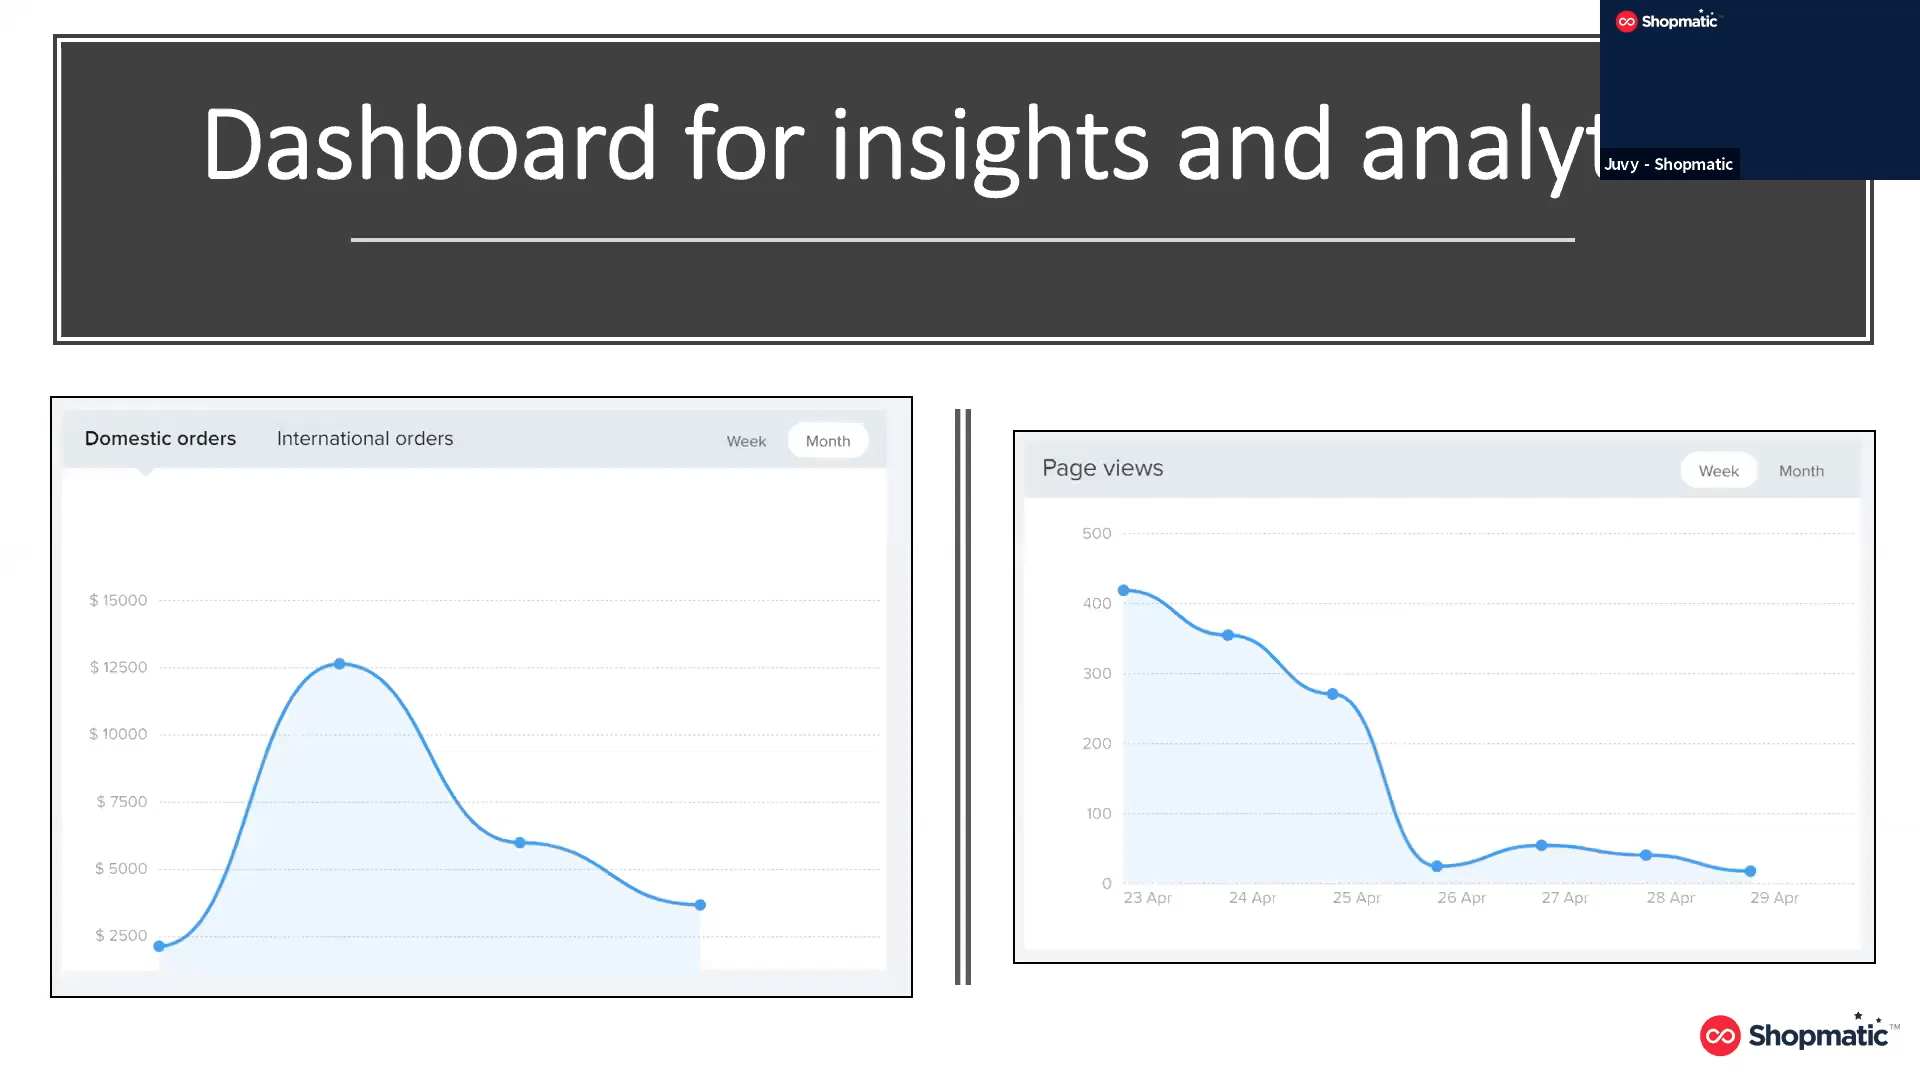 Shopmatic
Dashboard for insights and analyt
Juvy - Shopmatic
Domestic orders International orders Week Month
$ 15000
$ 12500
$ 10000
$ 7500
$ 5000
$ 2500
Page views Week Month
500
400
300
200
100
0
23 Apr 24 Apr 25 Apr 26 Apr 27 Apr 28 Apr 29 Apr
Shopmatic™